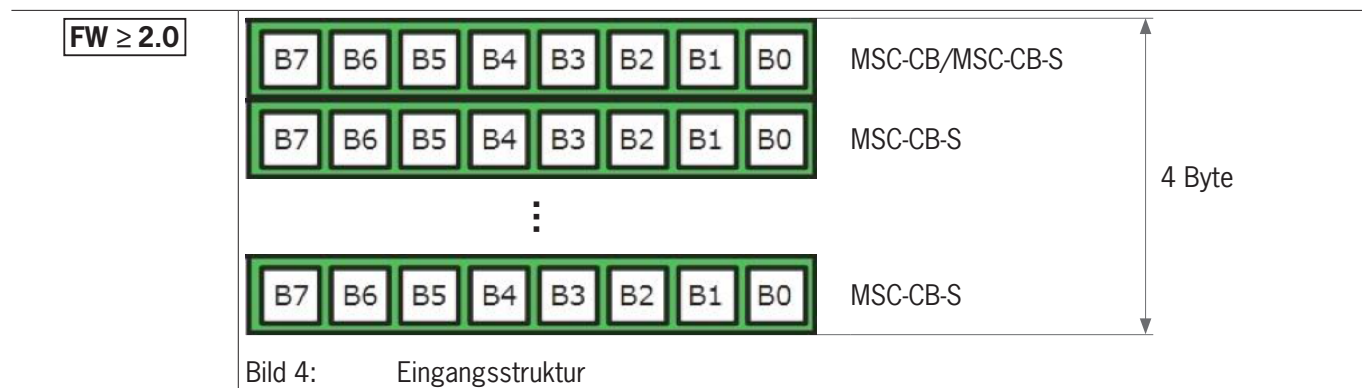 FW ≥ 2.0
B7 B6 B5 B4 B3 B2 B1 B0 MSC-CB/MSC-CB-S
B7 B6 B5 B4 B3 B2 B1 B0 MSC-CB-S
4 Byte
⋮
B7 B6 B5 B4 B3 B2 B1 B0 MSC-CB-S
Bild 4: Eingangsstruktur